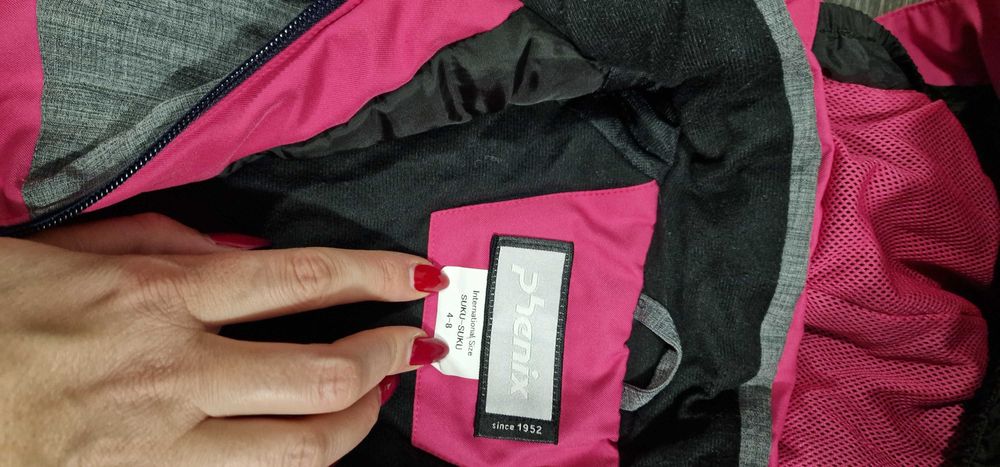 phenix
since 1952
International Size
SUKU-SUKU
4-8